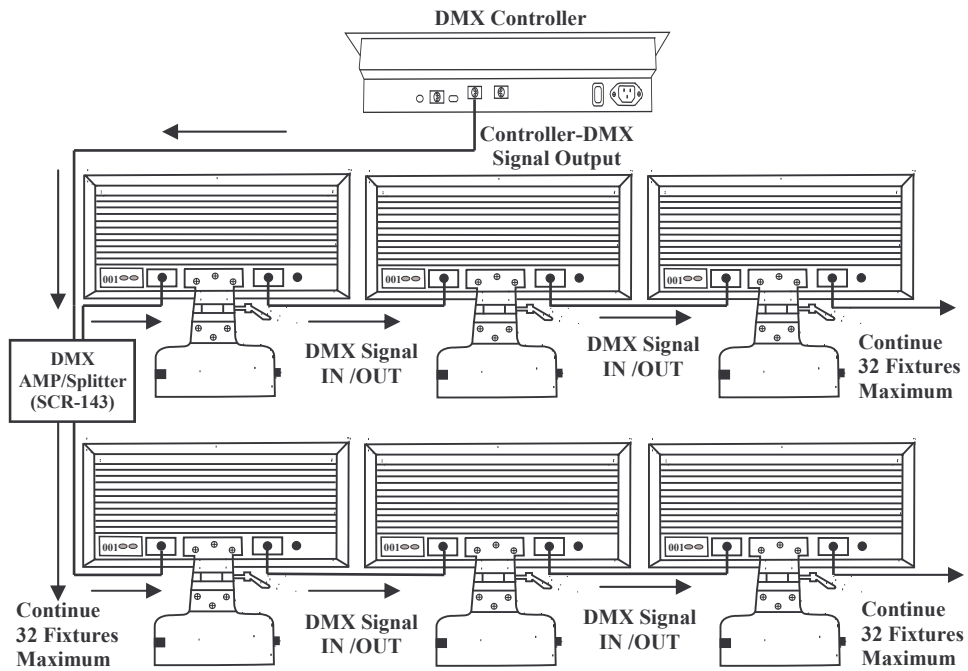 DMX Controller
Controller-DMX
Signal Output
001
001
001
DMX Signal
IN /OUT
DMX Signal
IN /OUT
Continue
32 Fixtures
Maximum
DMX
AMP/Splitter
(SCR-143)
001
001
001
Continue
32 Fixtures
Maximum
DMX Signal
IN /OUT
DMX Signal
IN /OUT
Continue
32 Fixtures
Maximum